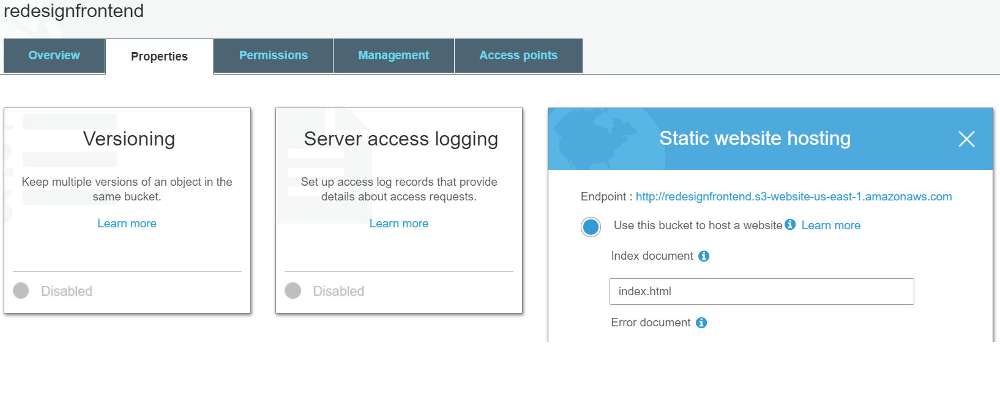 redesignfrontend
Overview
Properties
Permissions
Management
Access points
Versioning
Keep multiple versions of an object in the
same bucket.
Learn more
Disabled
Server access logging
Set up access log records that provide
details about access requests.
Learn more
Disabled
Static website hosting
Endpoint : http://redesignfrontend.s3-website-us-east-1.amazonaws.com
Use this bucket to host a website Learn more
Index document
index.html
Error document